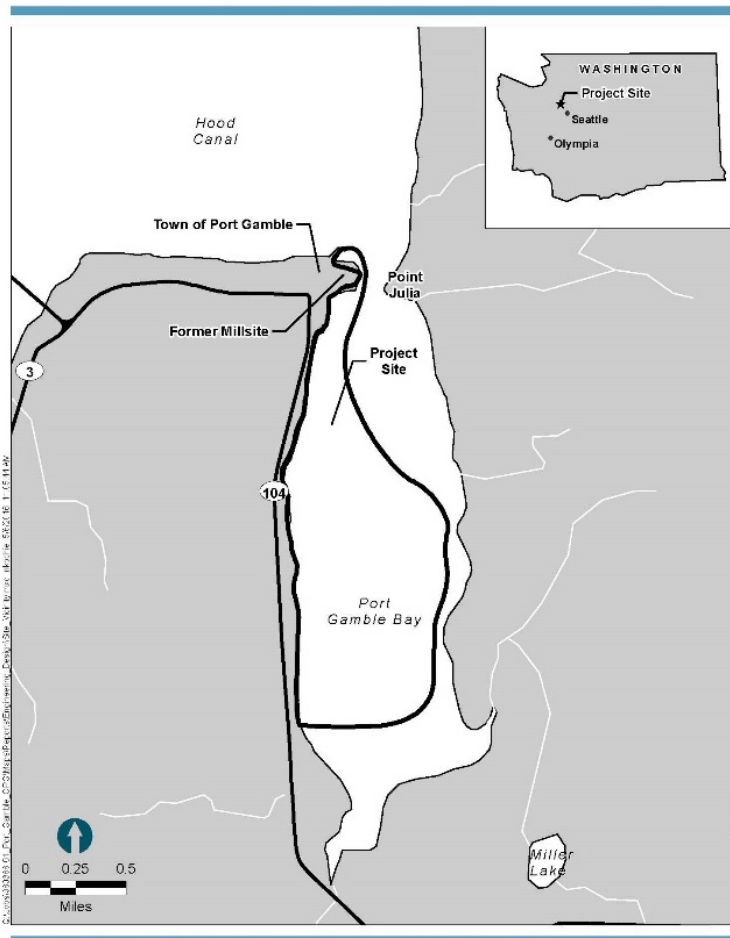 WASHINGTON
Project Site
Seattle
Olympia
Hood
Canal
Town of Port Gamble
Point
Julia
Former Millsite
Project
Site
3
104
Port
Gamble Bay
Miller
Lake
0 0.25 0.5
Miles